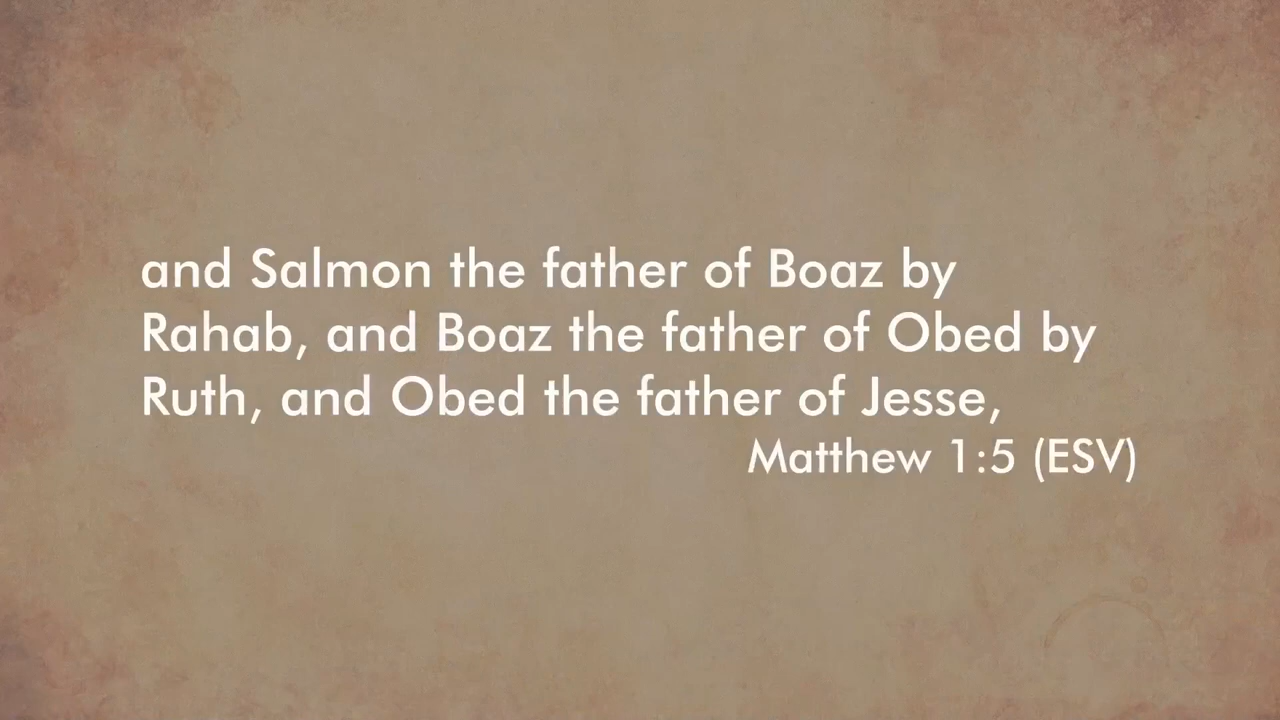 and Salmon the father of Boaz by
Rahab, and Boaz the father of Obed by
Ruth, and Obed the father of Jesse,
Matthew 1:5 (ESV)